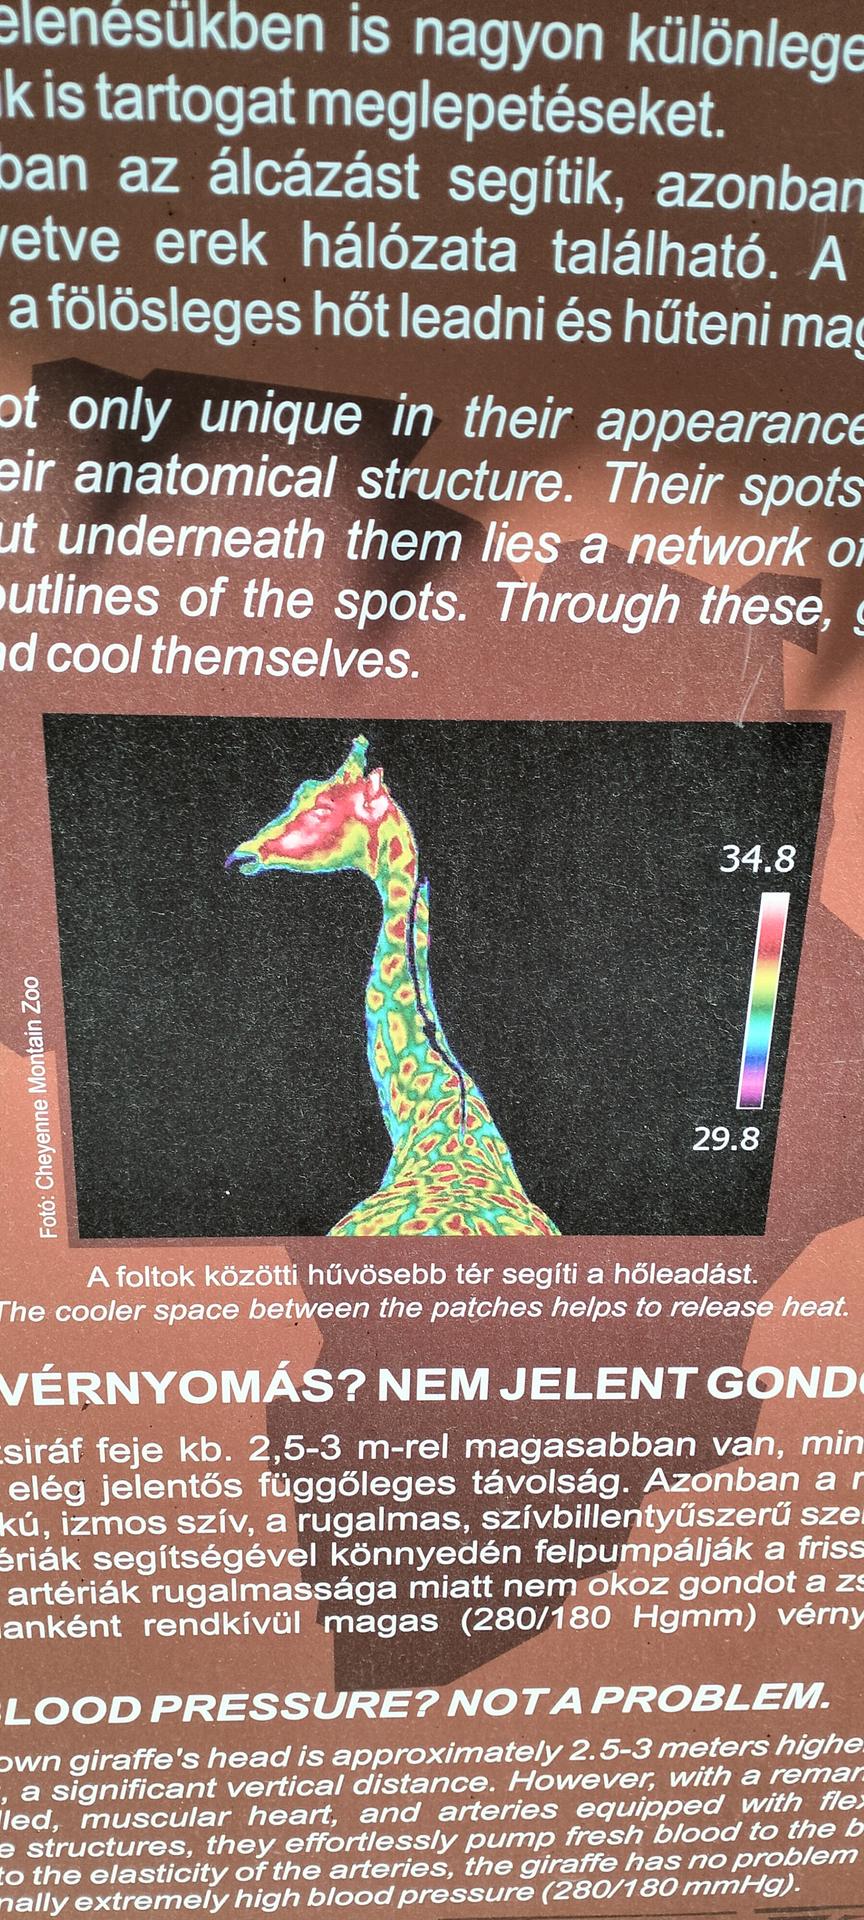 elenésükben is nagyon különlege
k is tartogat meglepetéseket.
ban az álcázást segítik, azonban
vetve erek hálózata található. A
a fölösleges hőt leadni és hűteni mag
ot only unique in their appearance
eir anatomical structure. Their spots
ut underneath them lies a network of
outlines of the spots. Through these, g
nd cool themselves.
34.8
29.8
Fotó: Cheyenne Montain Zoo
A foltok közötti hűvösebb tér segíti a hőleadást.
The cooler space between the patches helps to release heat.
VÉRNYOMÁS? NEM JELENT GONDO
zsiráf feje kb. 2,5-3 m-rel magasabban van, min
elég jelentős függőleges távolság. Azonban a
kú, izmos szív, a rugalmas, szívbillentyűszerű sze
ériák segítségével könnyedén felpumpálják a friss
artériák rugalmassága miatt nem okoz gondot a zs
anként rendkívül magas (280/180 Hgmm) vérny
BLOOD PRESSURE? NOT A PROBLEM.
own giraffe's head is approximately 2.5-3 meters highe
, a significant vertical distance. However, with a remar
lled, muscular heart, and arteries equipped with flex
e structures, they effortlessly pump fresh blood to the b
to the elasticity of the arteries, the giraffe has no problem
nally extremely high blood pressure (280/180 mmHg).